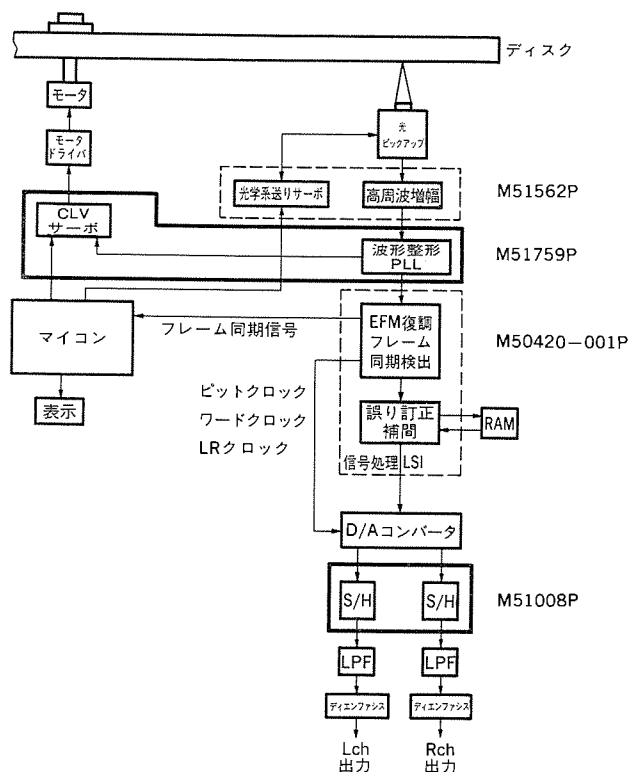 ディスク
モータ
モータ
ドライバ
光
ピックアップ
光学系送りサーボ
高周波増幅
M51562P
CLV
サーボ
波形整形
PLL
M51759P
マイコン
フレーム同期信号
EFM復調
フレーム
同期検出
M50420-001P
表示
ビットクロック
ワードクロック
LRクロック
誤り訂正
補間
RAM
信号処理LSI
D/Aコンバータ
S/H
S/H
M51008P
LPF
LPF
ディエンファシス
ディエンファシス
Lch
出力
Rch
出力